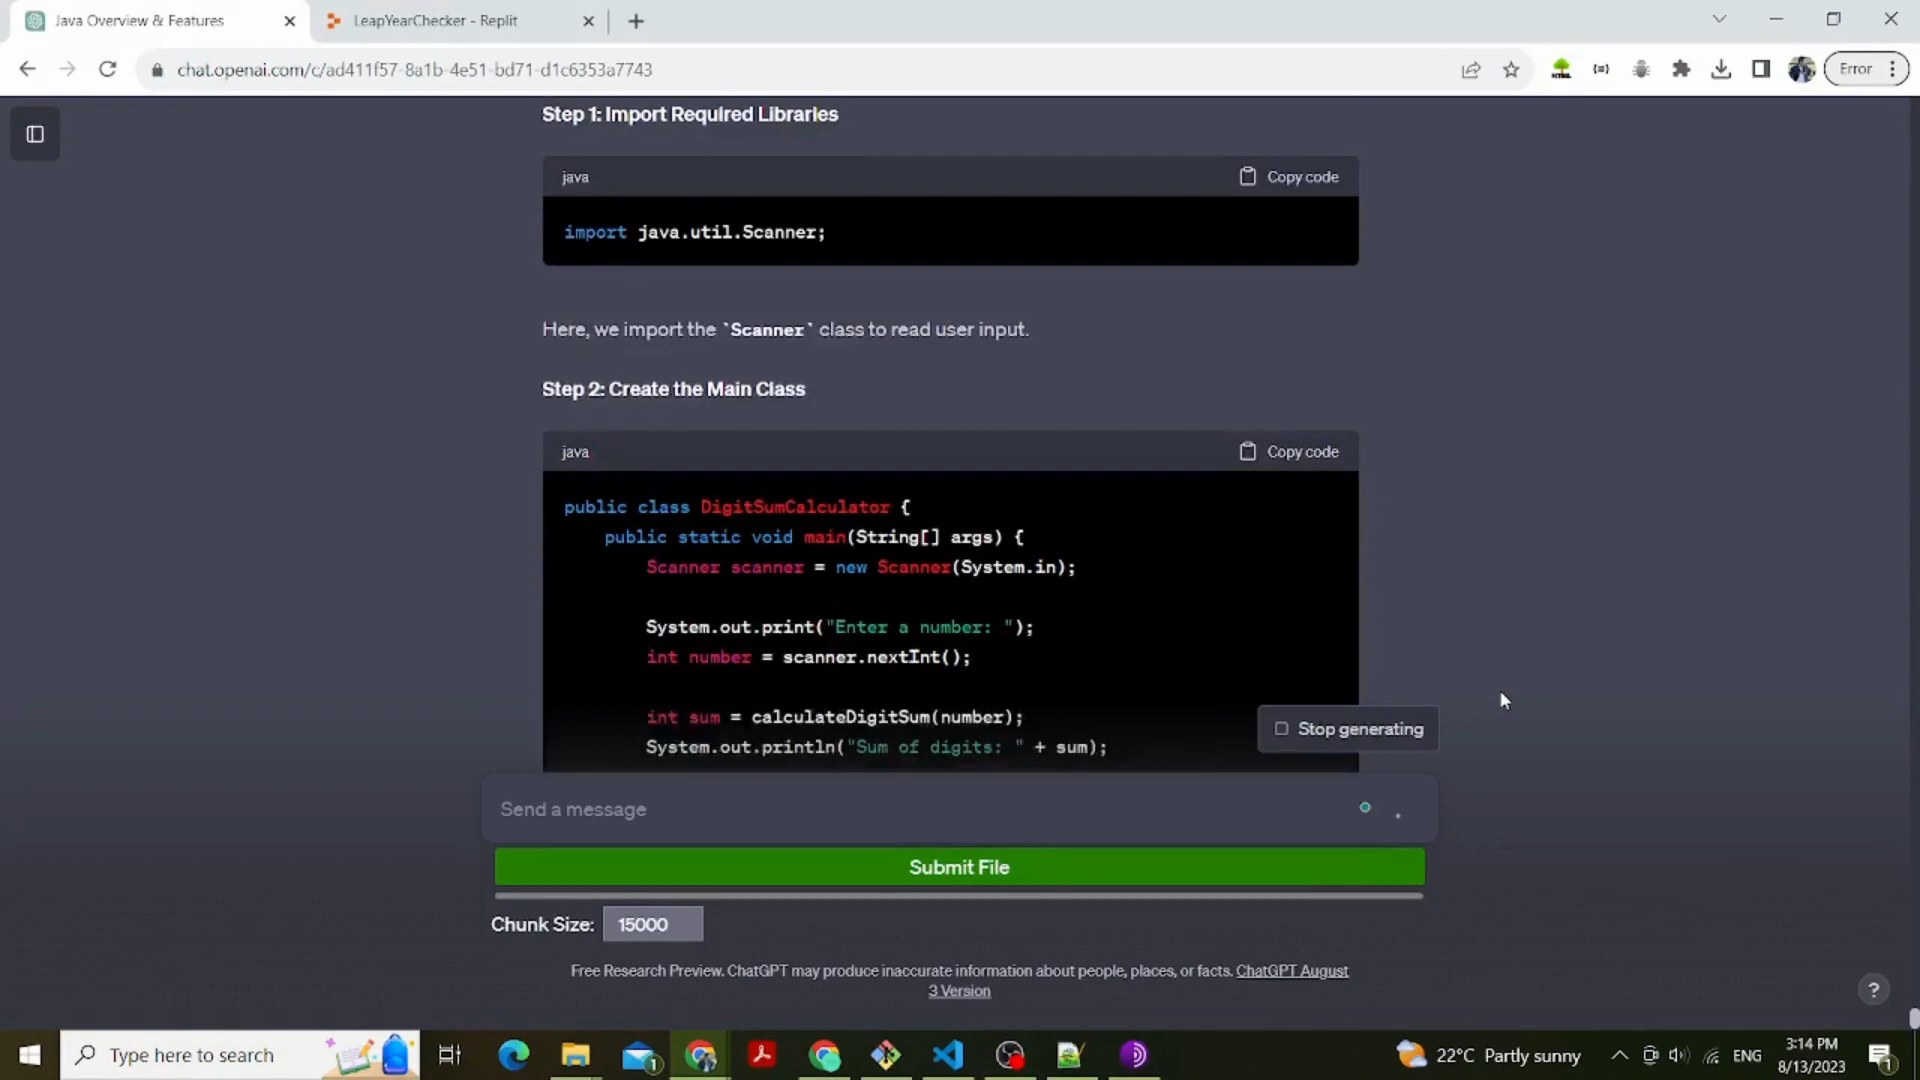 Java Overview & Features
LeapYearChecker - Replit
chat.openai.com/c/ad411f57-8a1b-4e51-bd71-d1c6353a7743
Error
Step 1: Import Required Libraries
java
Copy code
import java.util.Scanner;
Here, we import the `Scanner` class to read user input.
Step 2: Create the Main Class
java
Copy code
public class DigitSumCalculator {
public static void main(String[] args) {
Scanner scanner = new Scanner(System.in);
System.out.print("Enter a number: ");
int number = scanner.nextInt();
int sum = calculateDigitSum(number);
System.out.println("Sum of digits: " + sum);
Stop generating
Send a message
Submit File
Chunk Size: 15000
Free Research Preview. ChatGPT may produce inaccurate information about people, places, or facts. ChatGPT August
3 Version
?
Type here to search
1
22°C Partly sunny
ENG
3:14 PM
8/13/2023
1